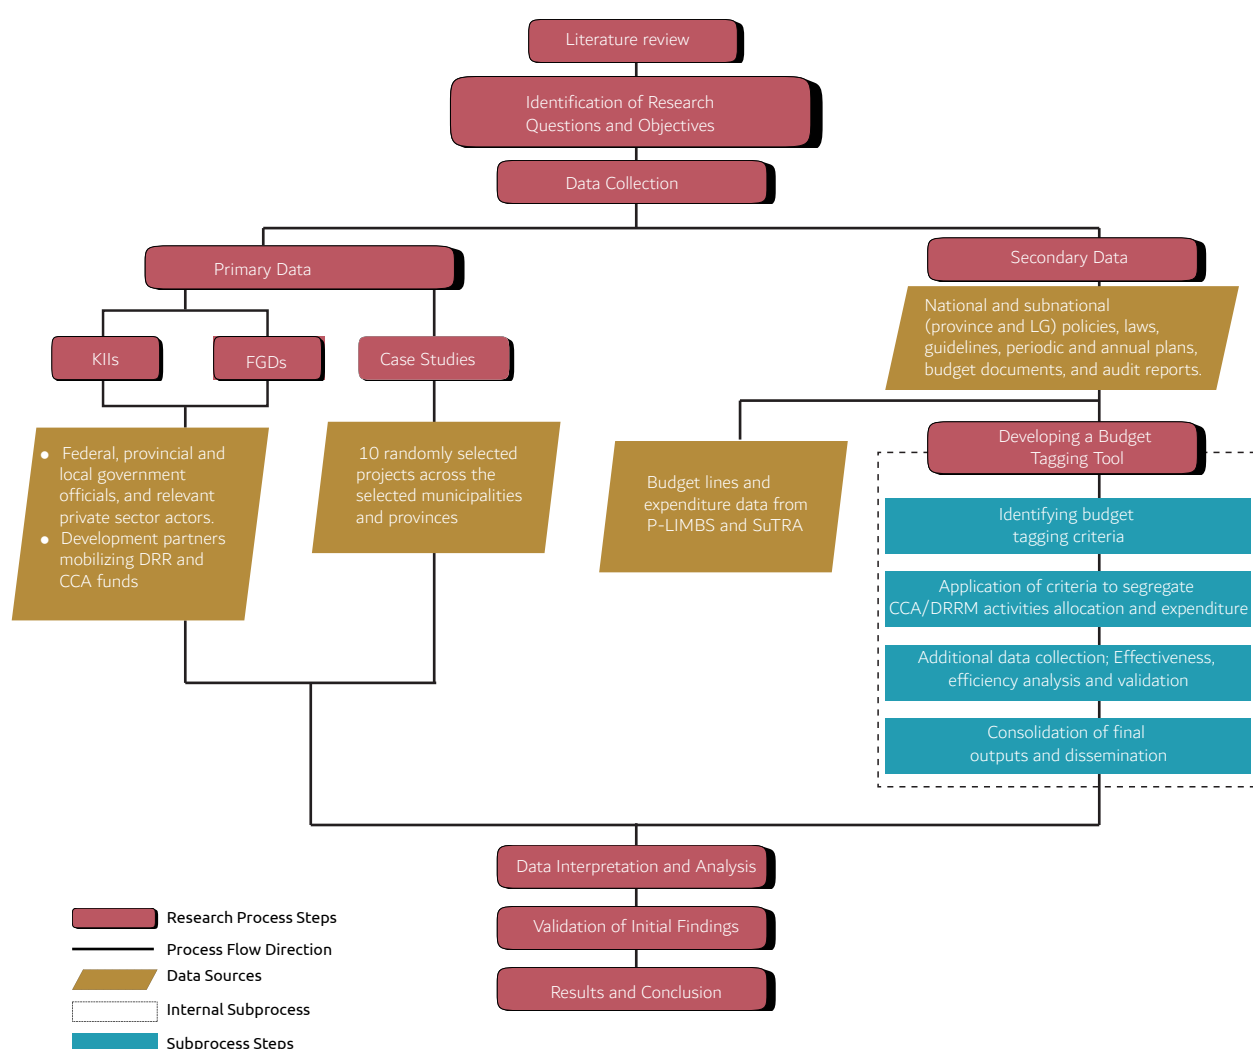 Literature review
Identification of Research
Questions and Objectives
Data Collection
Primary Data
Secondary Data
National and subnational
(province and LG) policies, laws,
guidelines, periodic and annual plans,
budget documents, and audit reports.
KIIs
FGDs
Case Studies
• Federal, provincial and
local government
officials, and relevant
private sector actors.
• Development partners
mobilizing DRR and
CCA funds
10 randomly selected
projects across the
selected municipalities
and provinces
Budget lines and
expenditure data from
P-LIMBS and SuTRA
Developing a Budget
Tagging Tool
Identifying budget
tagging criteria
Application of criteria to segregate
CCA/DRRM activities allocation and expenditure
Additional data collection; Effectiveness,
efficiency analysis and validation
Consolidation of final
outputs and dissemination
Data Interpretation and Analysis
Validation of Initial Findings
Results and Conclusion
Research Process Steps
Process Flow Direction
Data Sources
Internal Subprocess
Subprocess Steps